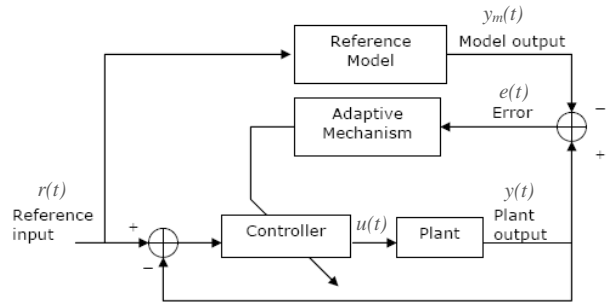 yₘ(t)
Reference
Model
Model output
−
e(t)
Error
Adaptive
Mechanism
+
r(t)
Reference
input
y(t)
Plant
output
+
Controller
u(t)
Plant
−